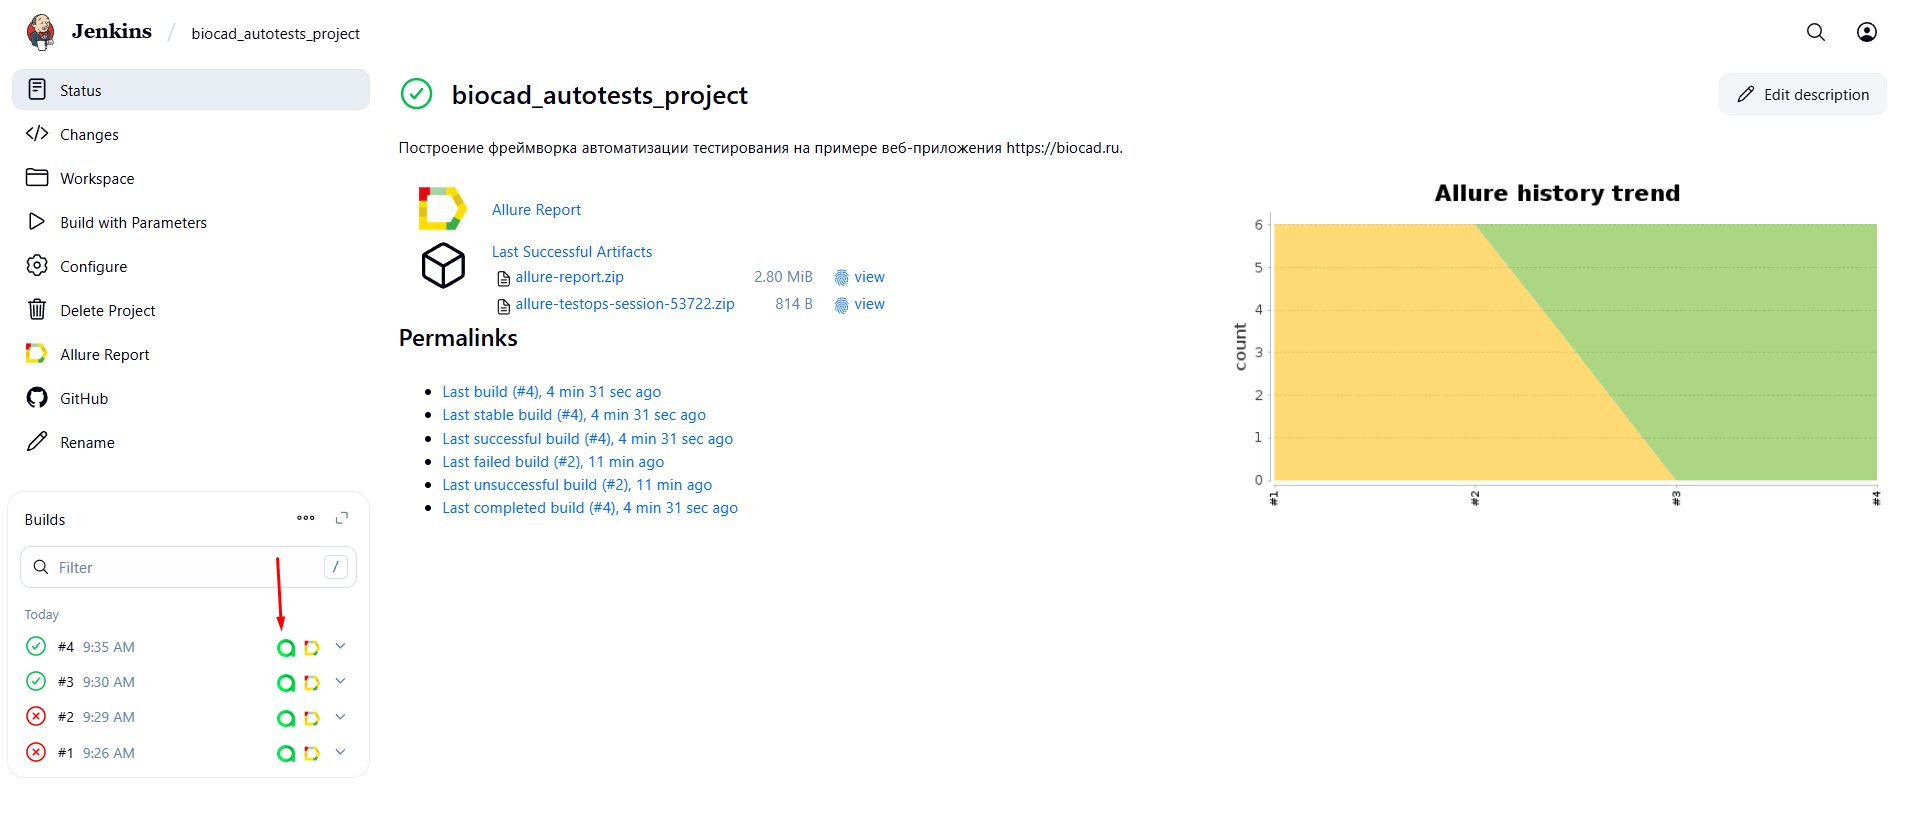 Jenkins / biocad_autotests_project
Status
Changes
Workspace
Build with Parameters
Configure
Delete Project
Allure Report
GitHub
Rename
Builds
Filter /
Today
#4 9:35 AM
#3 9:30 AM
#2 9:29 AM
#1 9:26 AM
biocad_autotests_project
Edit description
Построение фреймворка автоматизации тестирования на примере веб-приложения https://biocad.ru.
Allure Report
Last Successful Artifacts
allure-report.zip 2.80 MiB view
allure-testops-session-53722.zip 814 B view
Permalinks
Last build (#4), 4 min 31 sec ago
Last stable build (#4), 4 min 31 sec ago
Last successful build (#4), 4 min 31 sec ago
Last failed build (#2), 11 min ago
Last unsuccessful build (#2), 11 min ago
Last completed build (#4), 4 min 31 sec ago
Allure history trend
count
6
5
4
3
2
1
0
#1 #2 #3 #4